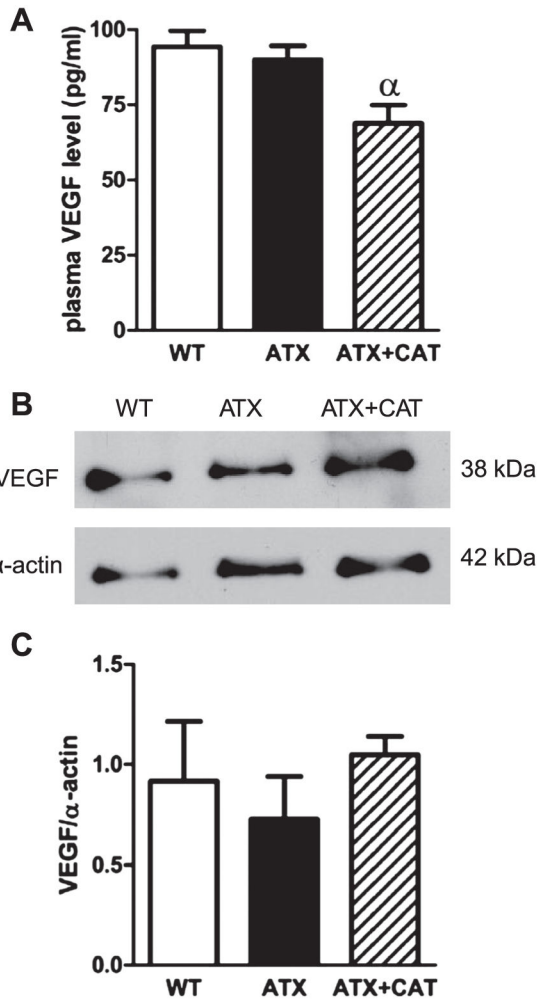 A
plasma VEGF level (pg/ml)
100
75
50
25
0
α
WT ATX ATX+CAT
B
WT ATX ATX+CAT
VEGF 38 kDa
α-actin 42 kDa
C
VEGF/α-actin
1.5
1.0
0.5
0.0
WT ATX ATX+CAT